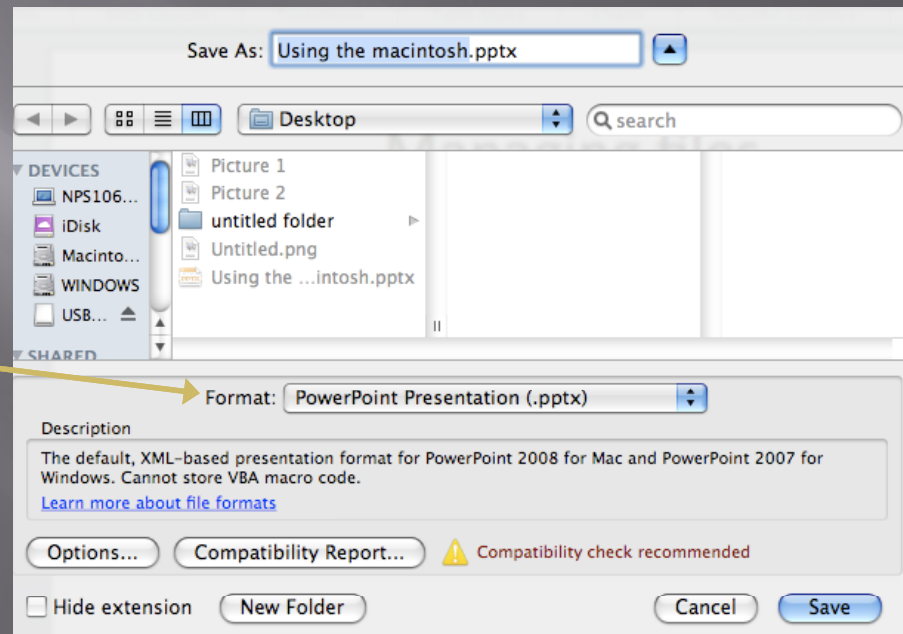 Save As: Using the macintosh.pptx
Desktop
search
Managing files
DEVICES
NPS106...
iDisk
Macinto...
WINDOWS
USB...
SHARED
Picture 1
Picture 2
untitled folder
Untitled.png
Using the ...intosh.pptx
Format: PowerPoint Presentation (.pptx)
Description
The default, XML-based presentation format for PowerPoint 2008 for Mac and PowerPoint 2007 for
Windows. Cannot store VBA macro code.
Learn more about file formats
Options... Compatibility Report... Compatibility check recommended
Hide extension New Folder Cancel Save